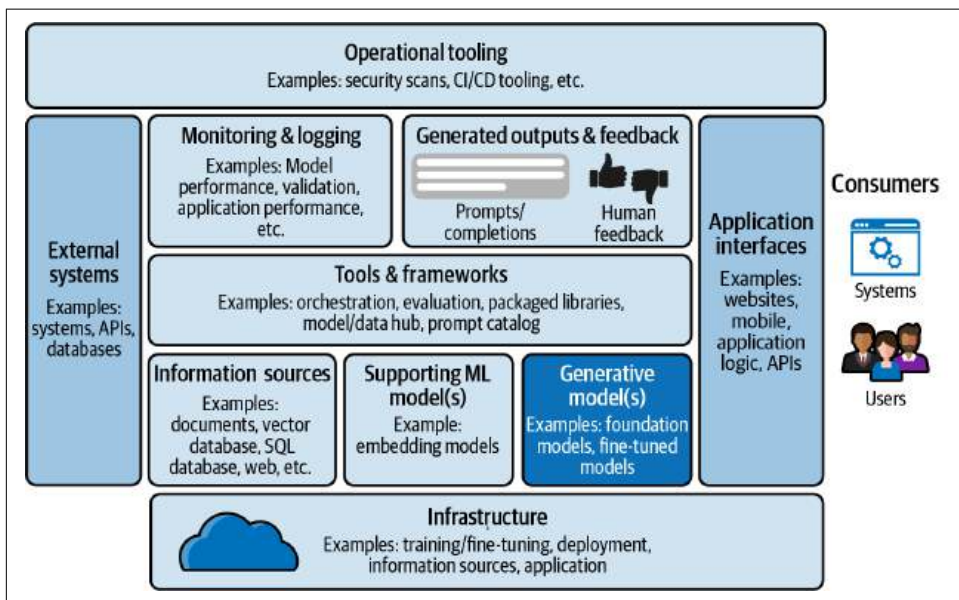 Operational tooling
Examples: security scans, CI/CD tooling, etc.
External
systems
Examples:
systems, APIs,
databases
Monitoring & logging
Examples: Model
performance, validation,
application performance,
etc.
Generated outputs & feedback
Prompts/
completions
Human
feedback
Tools & frameworks
Examples: orchestration, evaluation, packaged libraries,
model/data hub, prompt catalog
Information sources
Examples:
documents, vector
database, SQL
database, web, etc.
Supporting ML
model(s)
Example:
embedding models
Generative
model(s)
Examples: foundation
models, fine-tuned
models
Application
interfaces
Examples:
websites,
mobile,
application
logic, APIs
Consumers
Systems
Users
Infrastructure
Examples: training/fine-tuning, deployment,
information sources, application